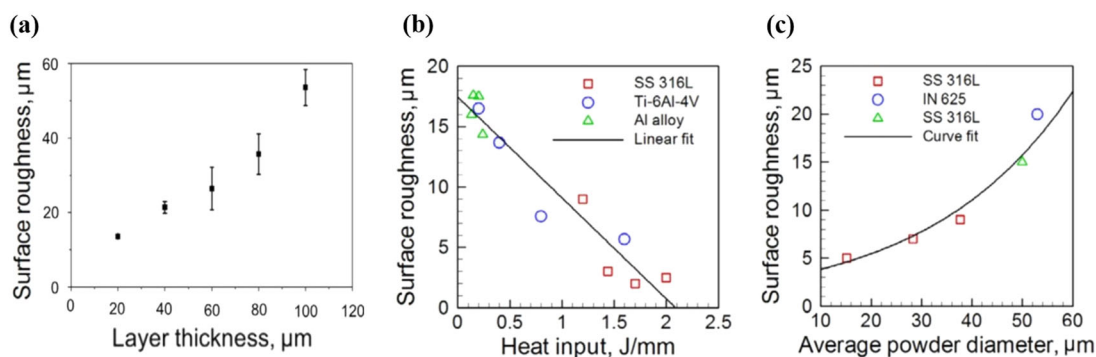 (a)
60
40
20
0
0 20 40 60 80 100 120
Surface roughness, µm
Layer thickness, µm
(b)
20
15
10
5
0
0 0.5 1 1.5 2 2.5
Surface roughness, µm
Heat input, J/mm
SS 316L
Ti-6Al-4V
Al alloy
Linear fit
(c)
25
20
15
10
5
0
10 20 30 40 50 60
Surface roughness, µm
Average powder diameter, µm
SS 316L
IN 625
SS 316L
Curve fit